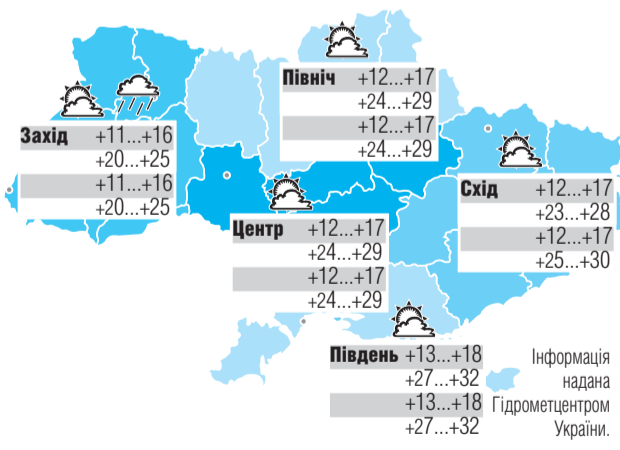 Північ +12...+17
+24...+29
+12...+17
+24...+29
Захід +11...+16
+20...+25
+11...+16
+20...+25
Схід +12...+17
+23...+28
+12...+17
+25...+30
Центр +12...+17
+24...+29
+12...+17
+24...+29
Південь +13...+18
+27...+32
+13...+18
+27...+32
Інформація
надана
Гідрометцентром
України.